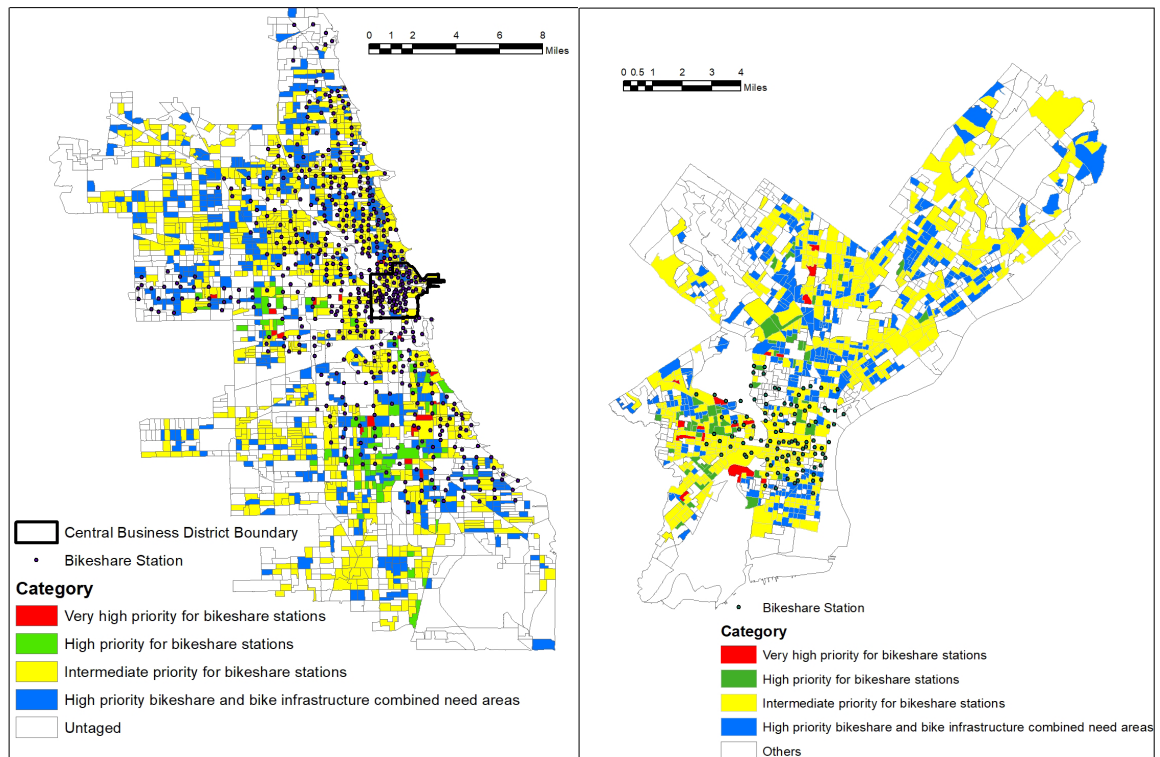 0 1 2 4 6 8
Miles
Central Business District Boundary
Bikeshare Station
Category
Very high priority for bikeshare stations
High priority for bikeshare stations
Intermediate priority for bikeshare stations
High priority bikeshare and bike infrastructure combined need areas
Untaged
0 0.5 1 2 3 4
Miles
Bikeshare Station
Category
Very high priority for bikeshare stations
High priority for bikeshare stations
Intermediate priority for bikeshare stations
High priority bikeshare and bike infrastructure combined need areas
Others